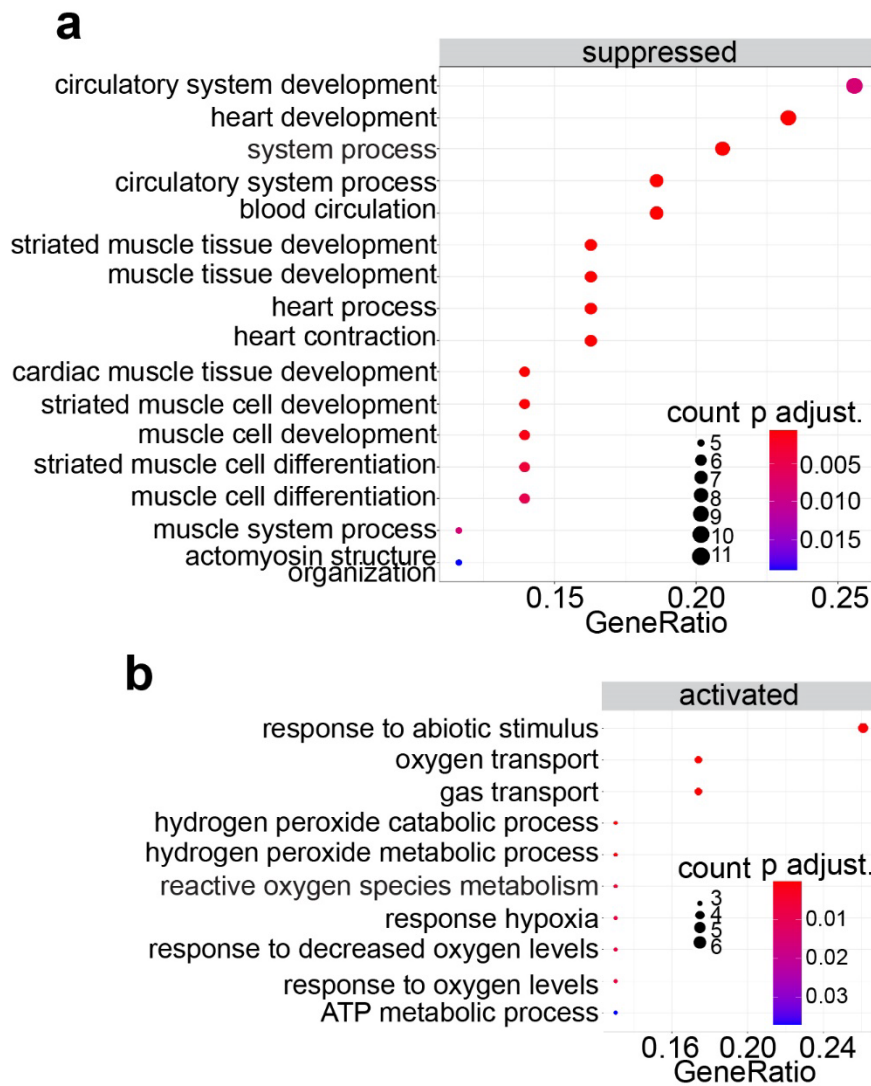 a
suppressed
circulatory system development
heart development
system process
circulatory system process
blood circulation
striated muscle tissue development
muscle tissue development
heart process
heart contraction
cardiac muscle tissue development
striated muscle cell development
muscle cell development
striated muscle cell differentiation
muscle cell differentiation
muscle system process
actomyosin structure
organization
count p adjust.
5
6
7
8
9
10
11
0.005
0.010
0.015
0.15 0.20 0.25
GeneRatio
b
activated
response to abiotic stimulus
oxygen transport
gas transport
hydrogen peroxide catabolic process
hydrogen peroxide metabolic process
reactive oxygen species metabolism
response hypoxia
response to decreased oxygen levels
response to oxygen levels
ATP metabolic process
count p adjust.
3
4
5
6
0.01
0.02
0.03
0.16 0.20 0.24
GeneRatio